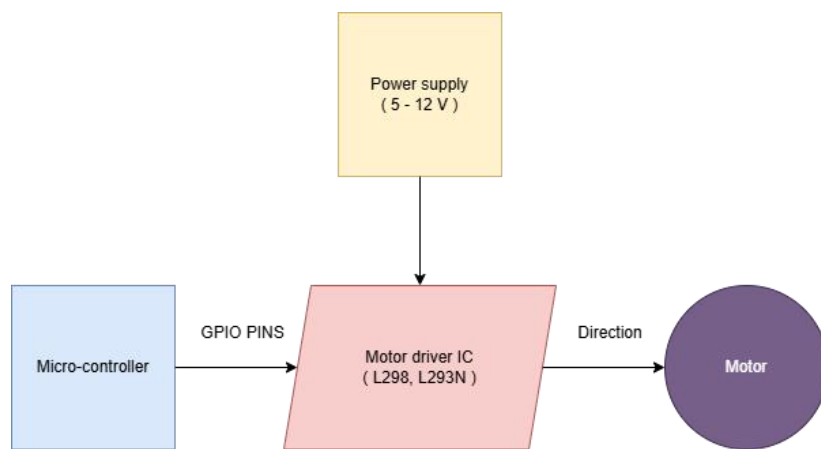 Power supply
( 5 - 12 V )
Micro-controller
GPIO PINS
Motor driver IC
( L298, L293N )
Direction
Motor